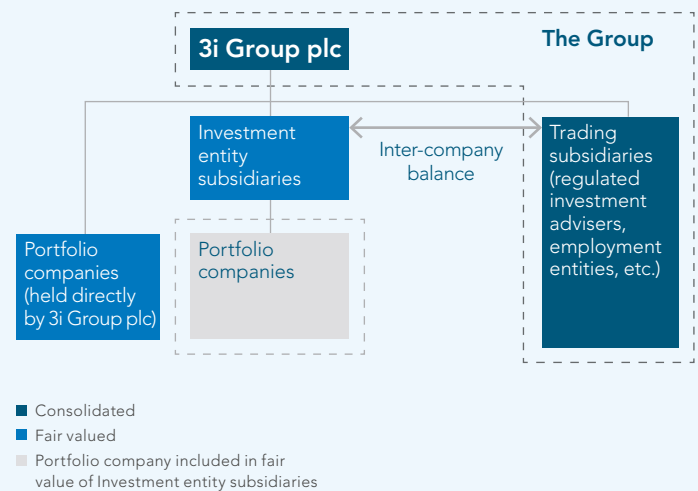 3i Group plc
The Group
Investment
entity
subsidiaries
Inter-company
balance
Trading
subsidiaries
(regulated
investment
advisers,
employment
entities, etc.)
Portfolio
companies
(held directly
by 3i Group plc)
Portfolio
companies
Consolidated
Fair valued
Portfolio company included in fair
value of Investment entity subsidiaries